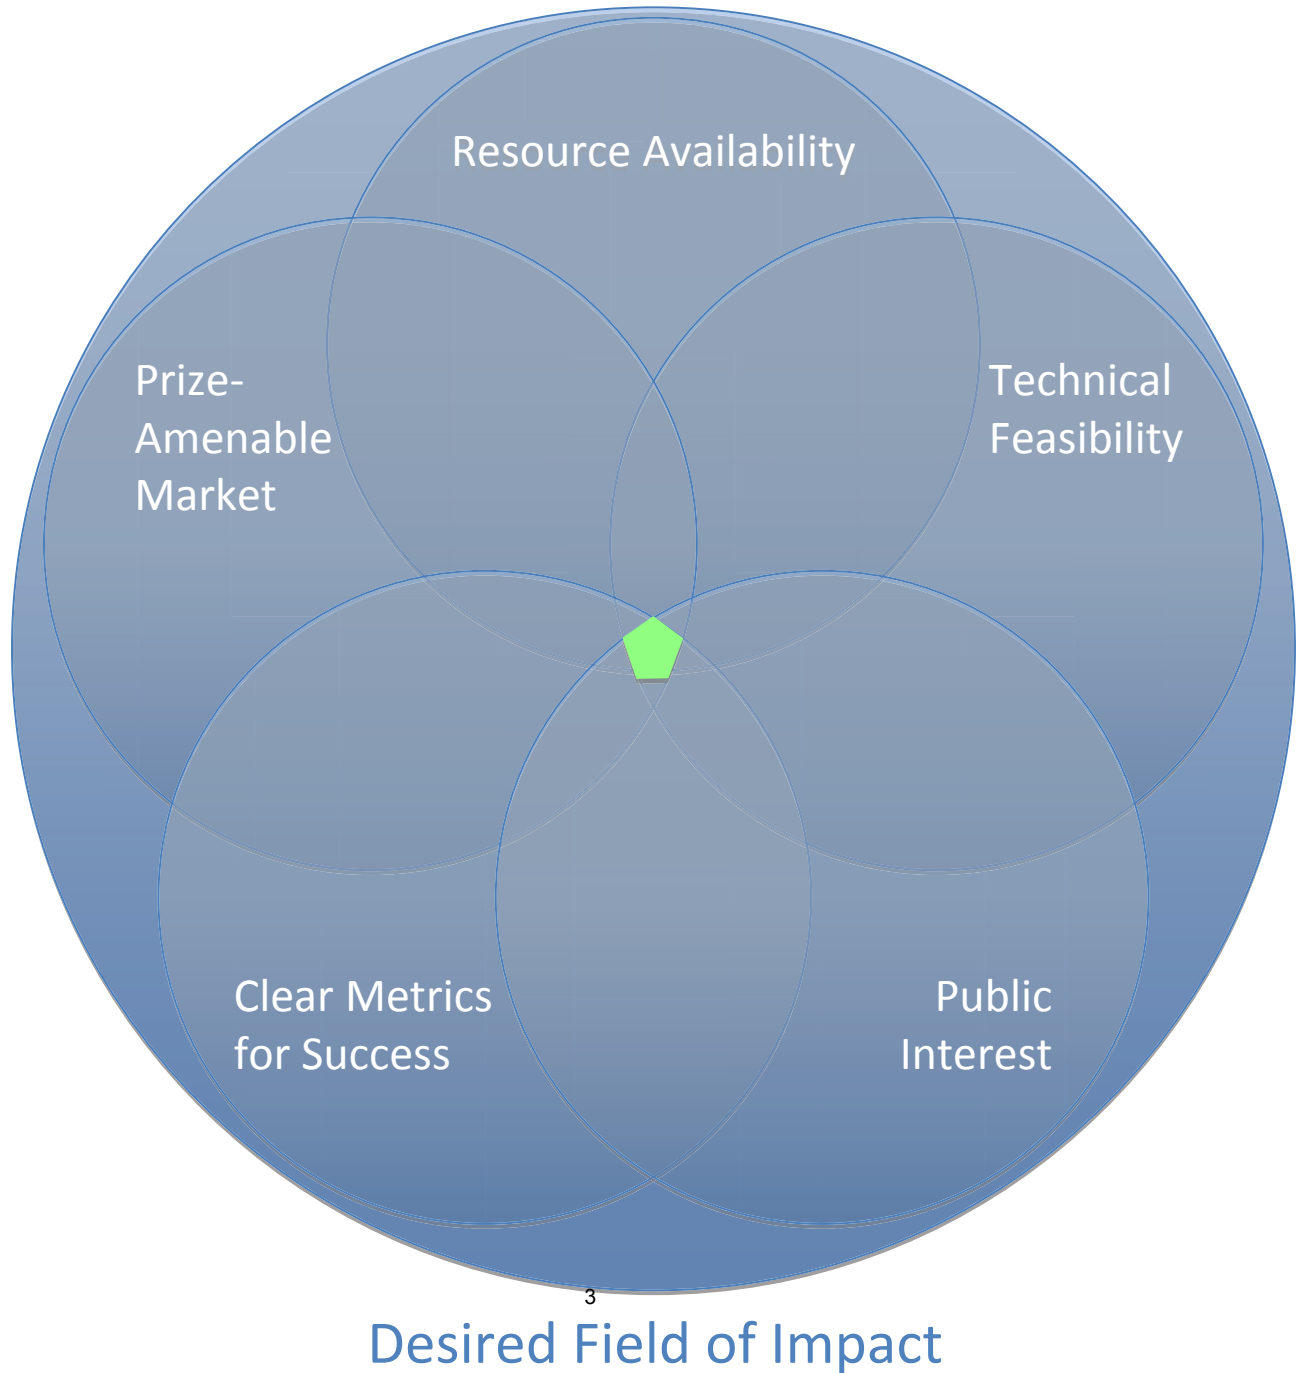 Resource Availability
Prize-
Amenable
Market
Technical
Feasibility
Clear Metrics
for Success
Public
Interest
3
Desired Field of Impact